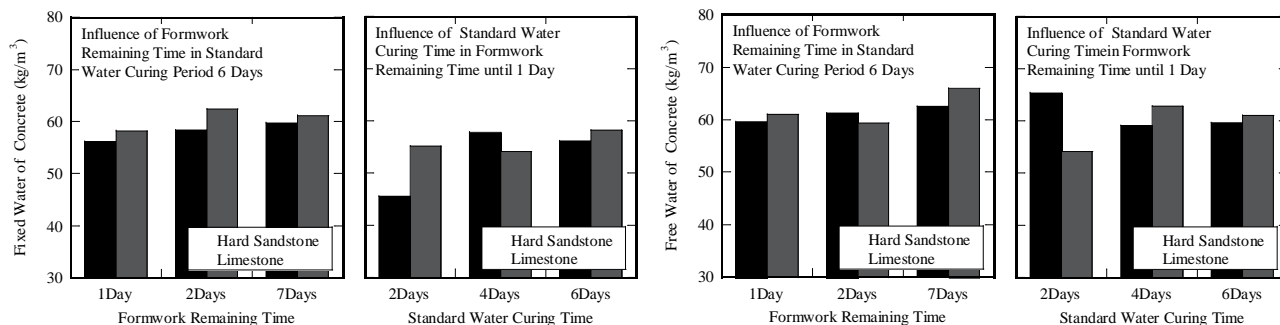 Fixed Water of Concrete (kg/m³)
80
70
60
50
40
30
Influence of Formwork
Remaining Time in Standard
Water Curing Period 6 Days
Hard Sandstone
Limestone
1Day 2Days 7Days
Formwork Remaining Time
Influence of Standard Water
Curing Time in Formwork
Remaining Time until 1 Day
Hard Sandstone
Limestone
2Days 4Days 6Days
Standard Water Curing Time
Free Water of Concrete (kg/m³)
80
70
60
50
40
30
Influence of Formwork
Remaining Time in Standard
Water Curing Period 6 Days
Hard Sandstone
Limestone
1Day 2Days 7Days
Formwork Remaining Time
Influence of Standard Water
Curing Timein Formwork
Remaining Time until 1 Day
Hard Sandstone
Limestone
2Days 4Days 6Days
Standard Water Curing Time